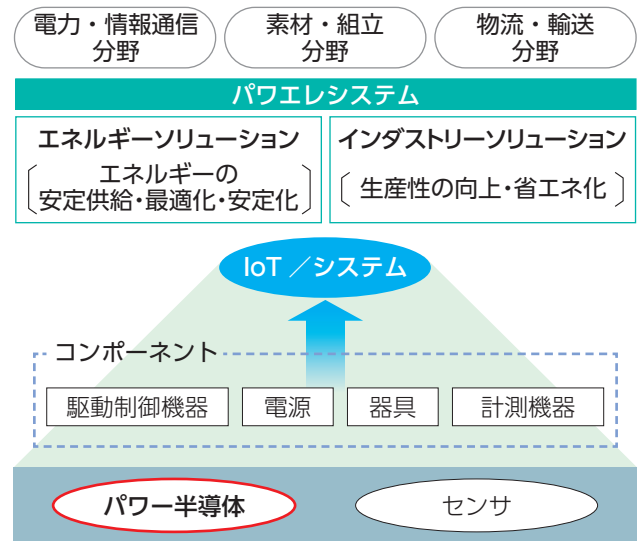 電力・情報通信
分野
素材・組立
分野
物流・輸送
分野
パワエレシステム
エネルギーソリューション
エネルギーの
安定供給・最適化・安定化
インダストリーソリューション
生産性の向上・省エネ化
IoT ／システム
コンポーネント
駆動制御機器
電源
器具
計測機器
パワー半導体
センサ